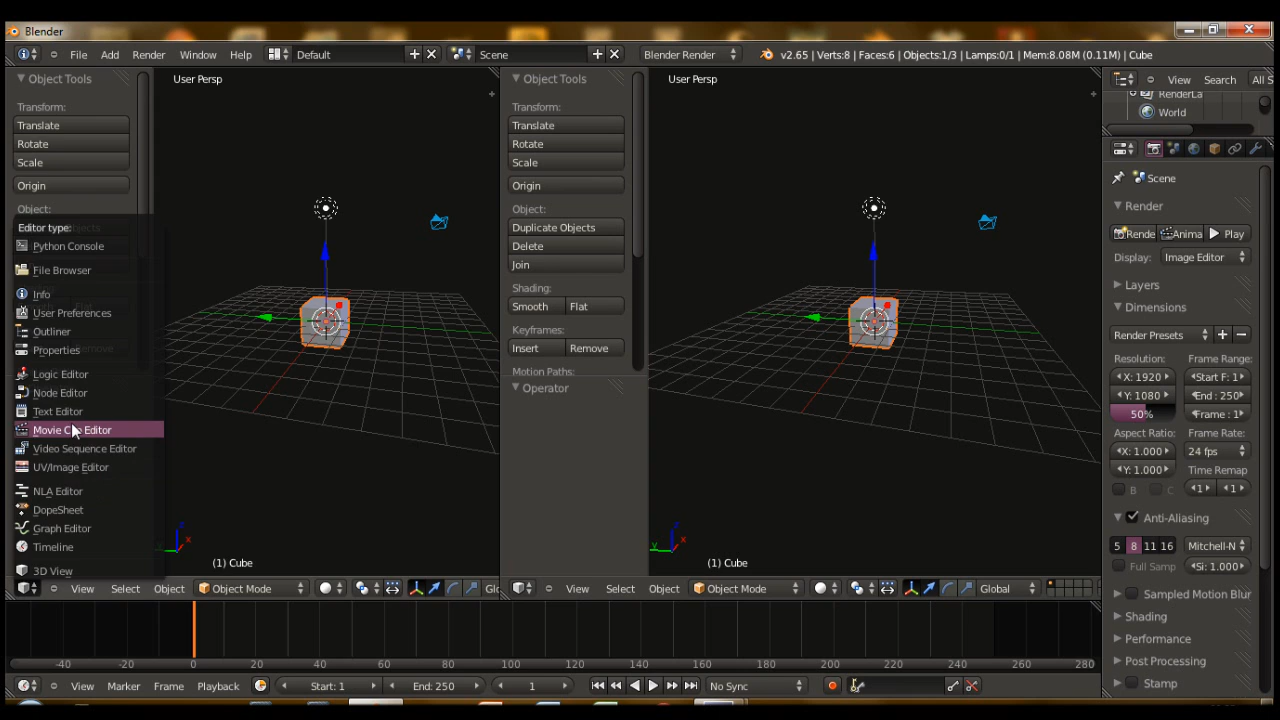 Blender
File Add Render Window Help Default Scene Blender Render v2.65 | Verts:8 | Faces:6 | Objects:1/3 | Lamps:0/1 | Mem:8.08M (0.11M) | Cube
Object Tools
Transform:
Translate
Rotate
Scale
Origin
Object:
Editor type:
Python Console
File Browser
Info
User Preferences
Outliner
Properties
Logic Editor
Node Editor
Text Editor
Movie Editor
Video Sequence Editor
UV/Image Editor
NLA Editor
DopeSheet
Graph Editor
Timeline
3D View
User Persp
(1) Cube
View Select Object Object Mode
Object Tools
Transform:
Translate
Rotate
Scale
Origin
Object:
Duplicate Objects
Delete
Join
Shading:
Smooth Flat
Keyframes:
Insert Remove
Motion Paths:
Operator
User Persp
(1) Cube
View Select Object Object Mode Global
View Search All S
RenderLa
World
Scene
Render
Rende Anima Play
Display: Image Editor
Layers
Dimensions
Render Presets
Resolution: Frame Range:
X: 1920 Start F: 1
Y: 1080 End : 250
50% Frame : 1
Aspect Ratio: Frame Rate:
X: 1.000 24 fps
Y: 1.000 Time Remap
B C 1 1
Anti-Aliasing
5 8 11 16 Mitchell-N
Full Samp Si: 1.000
Sampled Motion Blur
Shading
Performance
Post Processing
Stamp
-40 -20 0 20 40 60 80 100 120 140 160 180 200 220 240 260 280
View Marker Frame Playback Start: 1 End: 250 1 No Sync